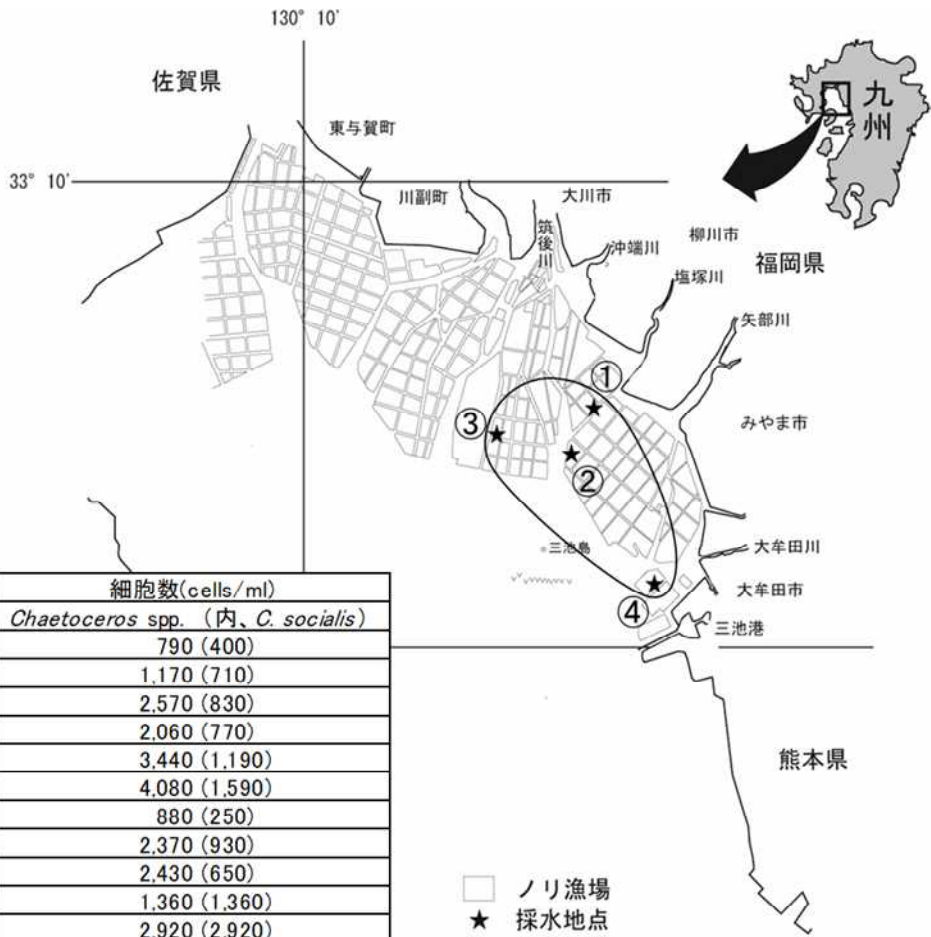 130° 10'
佐賀県
九州
東与賀町
33° 10'
川副町
大川市
筑後川
沖端川
柳川市
福岡県
塩塚川
矢部川
①
みやま市
③
②
三池島
大牟田川
大牟田市
④
三池港
細胞数(cells/ml)
Chaetoceros spp. (内、C. socialis)
790 (400)
1,170 (710)
2,570 (830)
2,060 (770)
3,440 (1,190)
4,080 (1,590)
880 (250)
2,370 (930)
2,430 (650)
1,360 (1,360)
2,920 (2,920)
熊本県
ノリ漁場
★ 採水地点